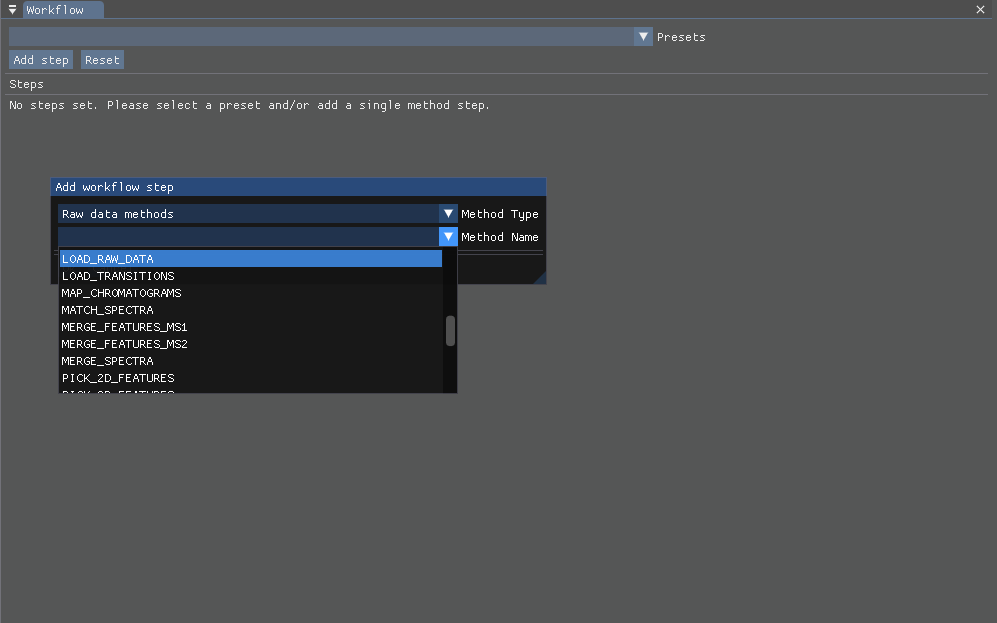 Workflow
Presets
Add step Reset
Steps
No steps set. Please select a preset and/or add a single method step.
Add workflow step
Raw data methods Method Type
Method Name
LOAD_RAW_DATA
LOAD_TRANSITIONS
MAP_CHROMATOGRAMS
MATCH_SPECTRA
MERGE_FEATURES_MS1
MERGE_FEATURES_MS2
MERGE_SPECTRA
PICK_2D_FEATURES